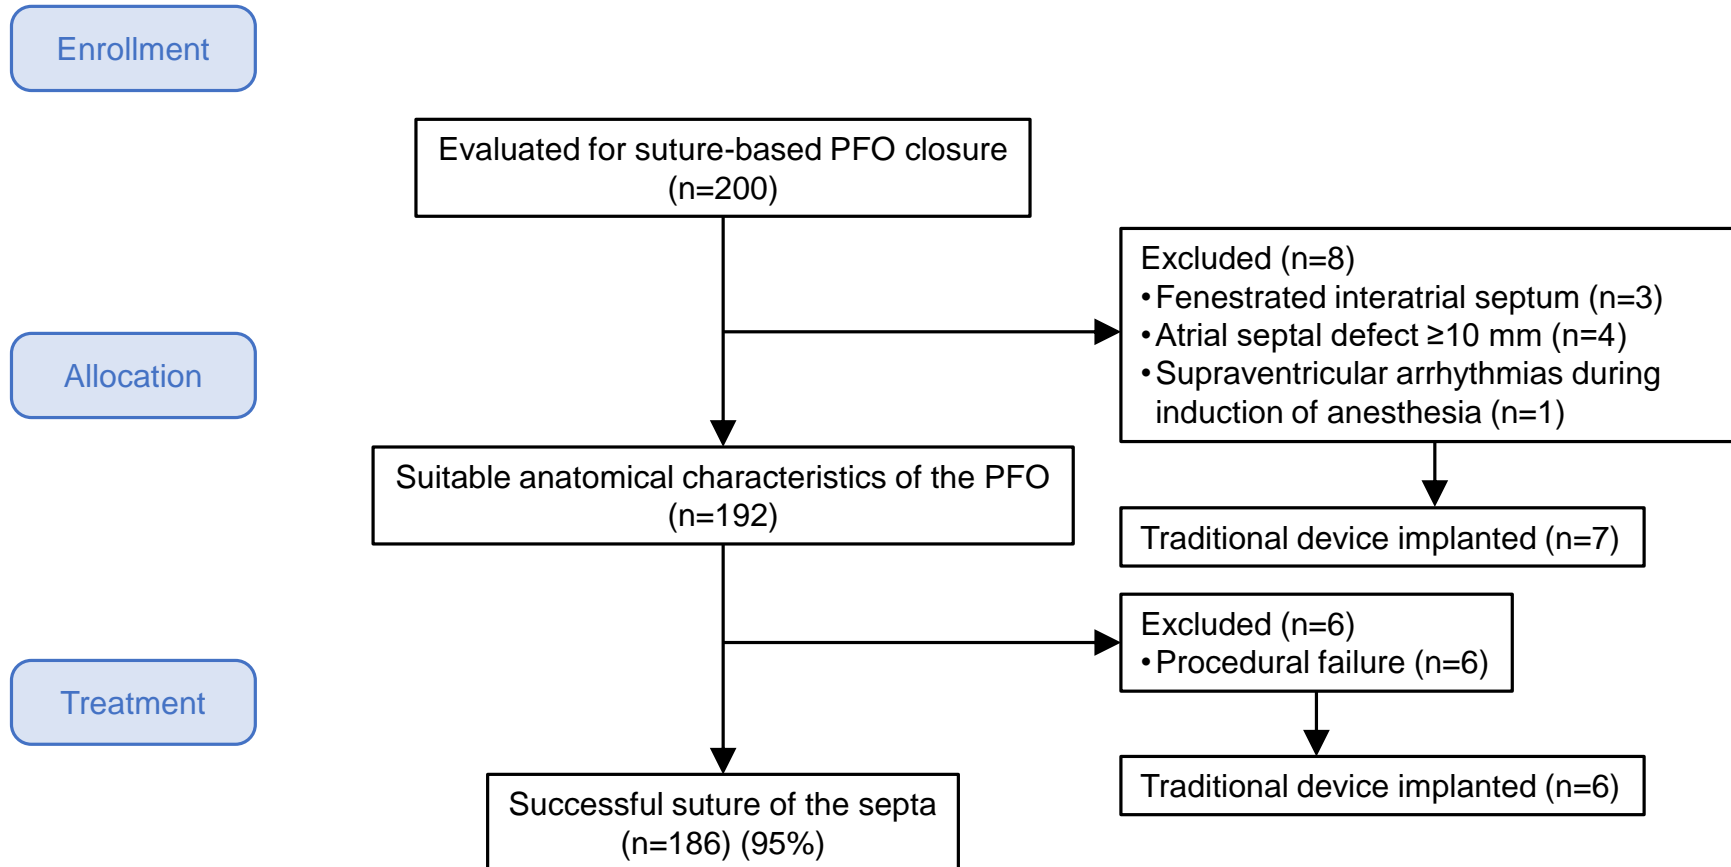 Enrollment
Evaluated for suture-based PFO closure
(n=200)
Excluded (n=8)
•Fenestrated interatrial septum (n=3)
•Atrial septal defect ≥10 mm (n=4)
•Supraventricular arrhythmias during
induction of anesthesia (n=1)
Allocation
Suitable anatomical characteristics of the PFO
(n=192)
Traditional device implanted (n=7)
Excluded (n=6)
•Procedural failure (n=6)
Treatment
Traditional device implanted (n=6)
Successful suture of the septa
(n=186) (95%)